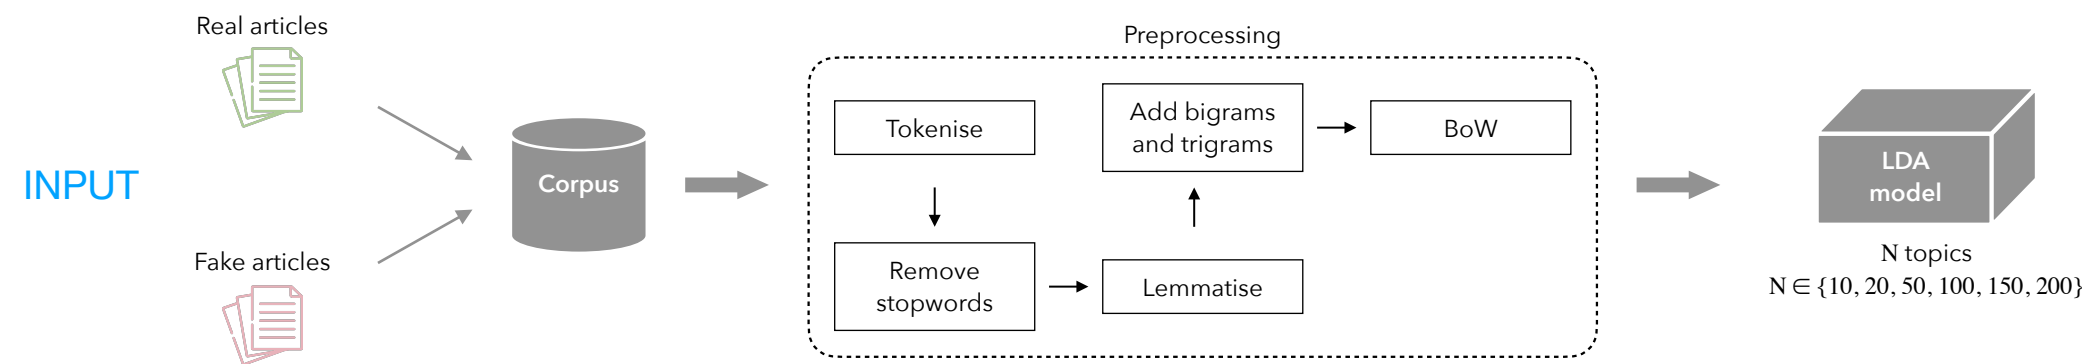 Real articles
INPUT
Fake articles
Corpus
Preprocessing
Tokenise
Remove
stopwords
Lemmatise
Add bigrams
and trigrams
BoW
LDA
model
N topics
N ∈ {10, 20, 50, 100, 150, 200}